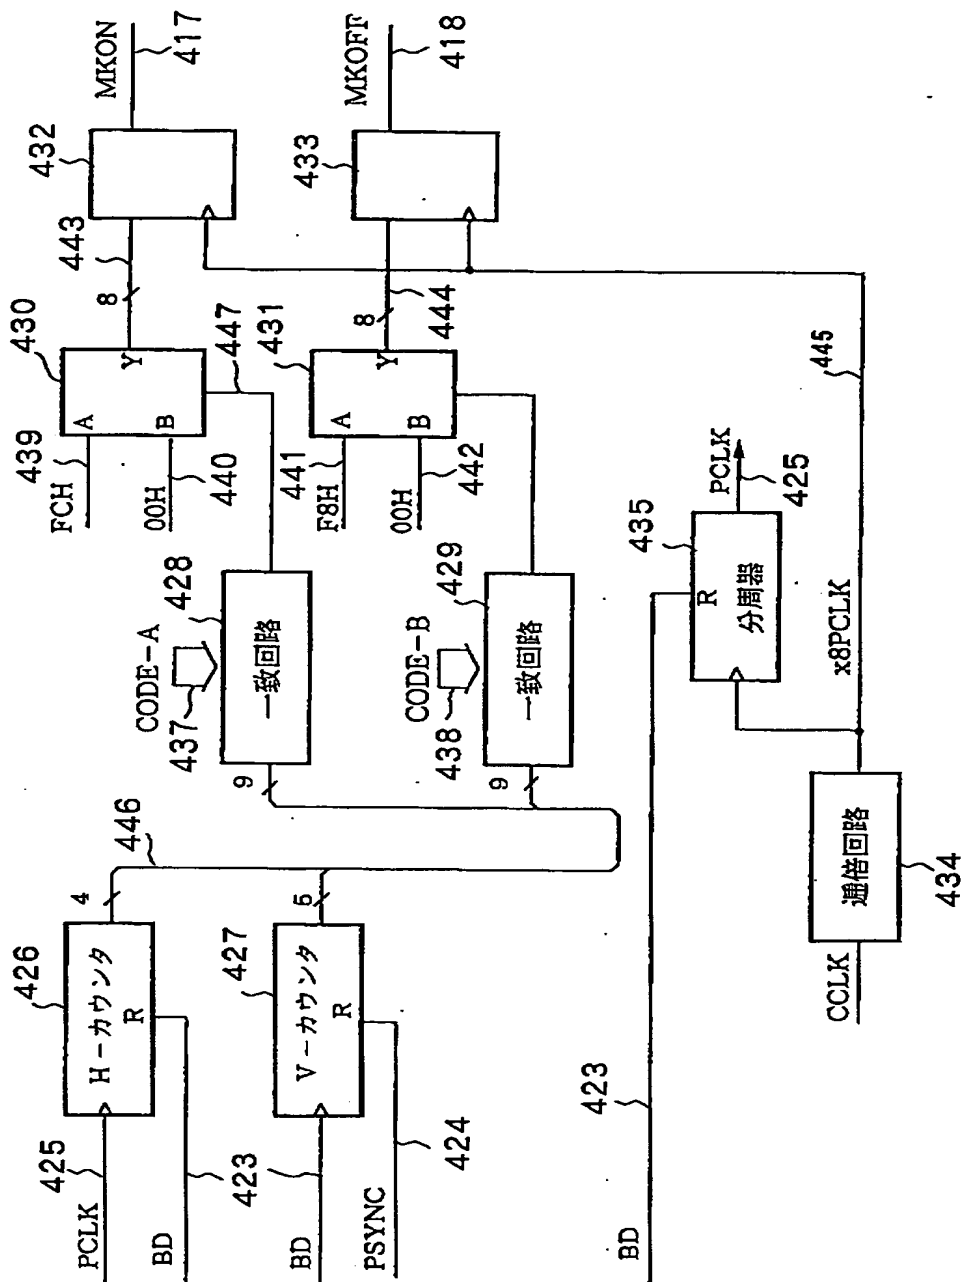 PCLK
425
BD
423
BD
PSYNC
424
426
H－カウンタ
R
4
446
427
V－カウンタ
R
5
9
9
CODE-A
437
428
一致回路
CODE-B
438
429
一致回路
FCH
439
00H
440
430
A
B
Y
447
F8H
441
00H
442
431
A
B
Y
8
443
8
444
432
MKON
417
433
MKOFF
418
BD
423
435
R
分周器
PCLK
425
CCLK
逓倍回路
434
x8PCLK
445